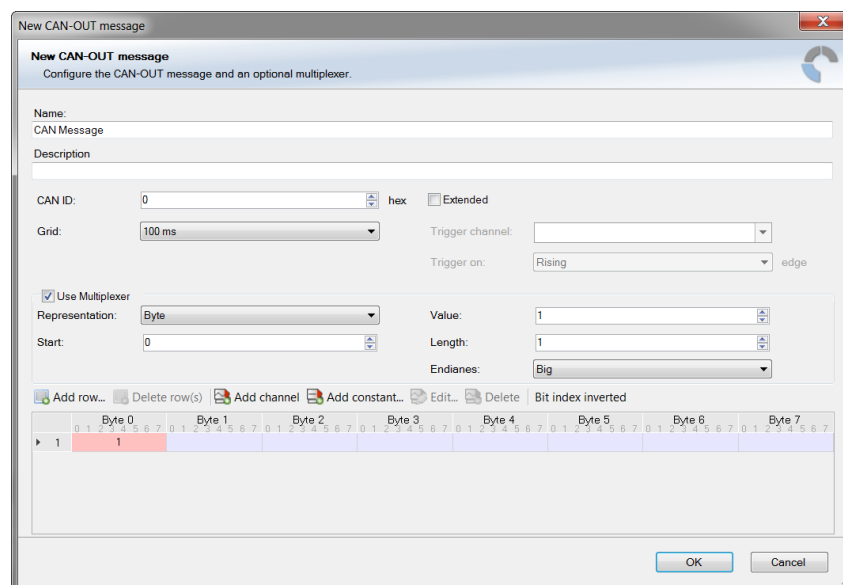 New CAN-OUT message
New CAN-OUT message
Configure the CAN-OUT message and an optional multiplexer.
Name:
CAN Message
Description
CAN ID: 0 hex Extended
Grid: 100 ms Trigger channel:
Trigger on: Rising edge
Use Multiplexer
Representation: Byte Value: 1
Start: 0 Length: 1
Endianes: Big
Add row... Delete row(s) Add channel Add constant... Edit... Delete Bit index inverted
Byte 0 Byte 1 Byte 2 Byte 3 Byte 4 Byte 5 Byte 6 Byte 7
0 1 2 3 4 5 6 7 0 1 2 3 4 5 6 7 0 1 2 3 4 5 6 7 0 1 2 3 4 5 6 7 0 1 2 3 4 5 6 7 0 1 2 3 4 5 6 7 0 1 2 3 4 5 6 7 0 1 2 3 4 5 6 7
1 1
OK Cancel